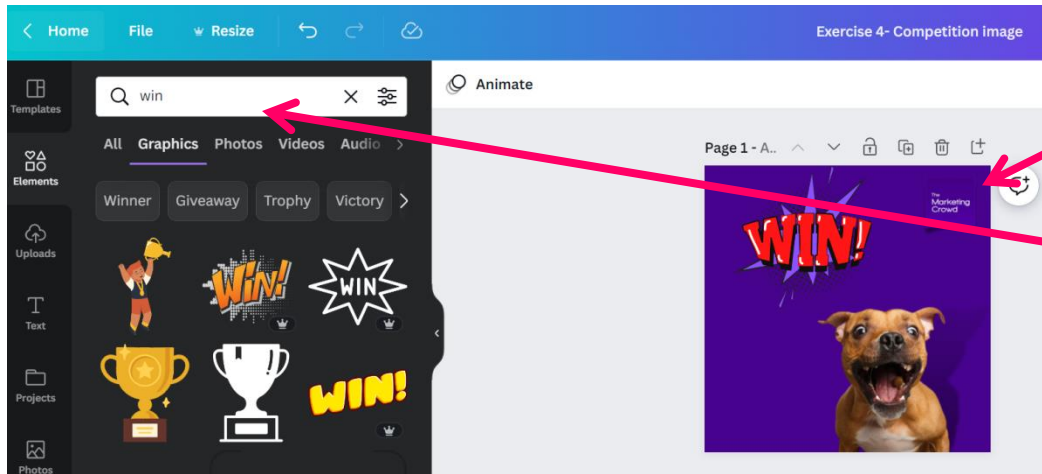 Home File Resize Exercise 4- Competition image
Templates
Elements
Uploads
Text
Projects
Photos
win
All Graphics Photos Videos Audio
Winner Giveaway Trophy Victory
WIN!
WIN
WIN!
Animate
Page 1 - A..
WIN!
The
Marketing
Crowd